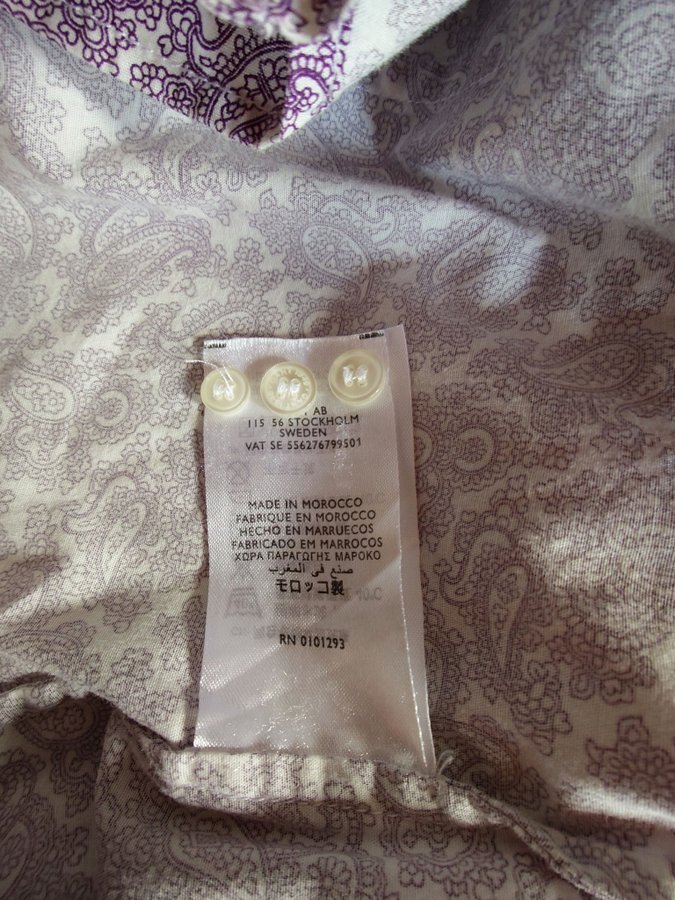 AB
115 56 STOCKHOLM
SWEDEN
VAT SE 556276799501
MADE IN MOROCCO
FABRIQUE EN MOROCCO
HECHO EN MARRUECOS
FABRICADO EM MARROCOS
ΧΩΡΑ ΠΑΡΑΓΩΓΗΣ ΜΑΡΟΚΟ
صنع في المغرب
モロッコ製
RN 0101293